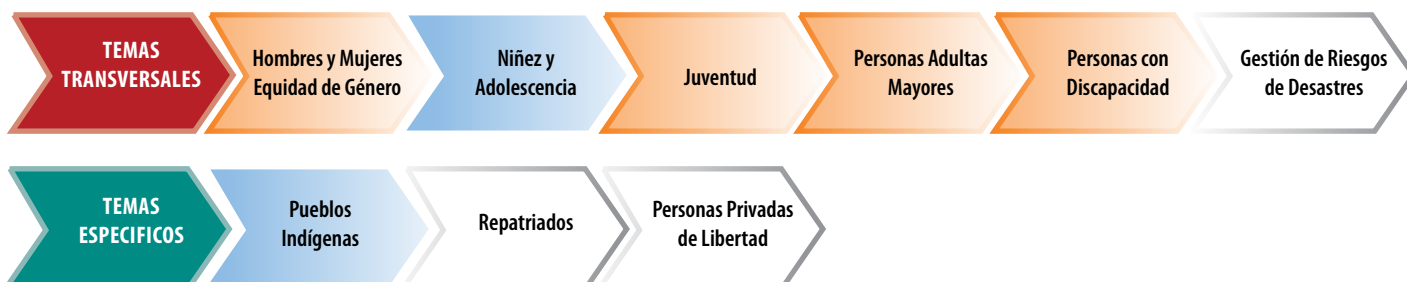 TEMAS
TRANSVERSALES
Hombres y Mujeres
Equidad de Género
Niñez y
Adolescencia
Juventud
Personas Adultas
Mayores
Personas con
Discapacidad
Gestión de Riesgos
de Desastres
TEMAS
ESPECIFICOS
Pueblos
Indígenas
Repatriados
Personas Privadas
de Libertad